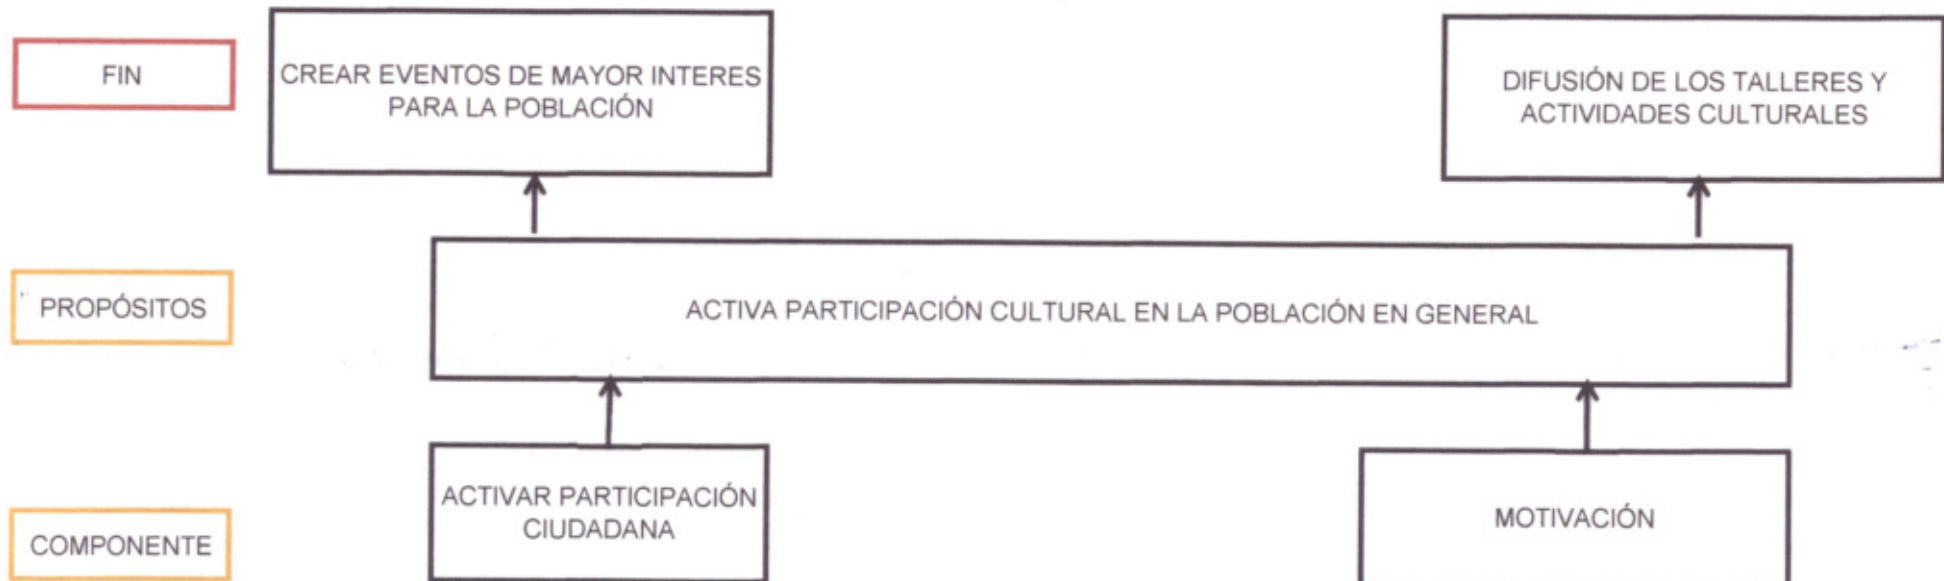 FIN
CREAR EVENTOS DE MAYOR INTERES
PARA LA POBLACIÓN
DIFUSIÓN DE LOS TALLERES Y
ACTIVIDADES CULTURALES
PROPÓSITOS
ACTIVA PARTICIPACIÓN CULTURAL EN LA POBLACIÓN EN GENERAL
COMPONENTE
ACTIVAR PARTICIPACIÓN
CIUDADANA
MOTIVACIÓN